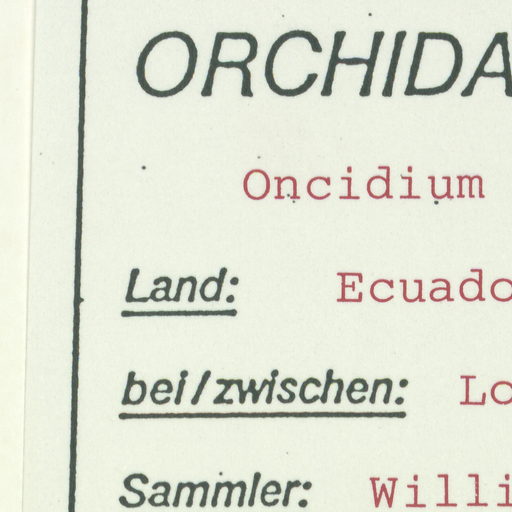 ORCHIDA
Oncidium
Land: Ecuado
bei/zwischen: Lo
Sammler: Willi